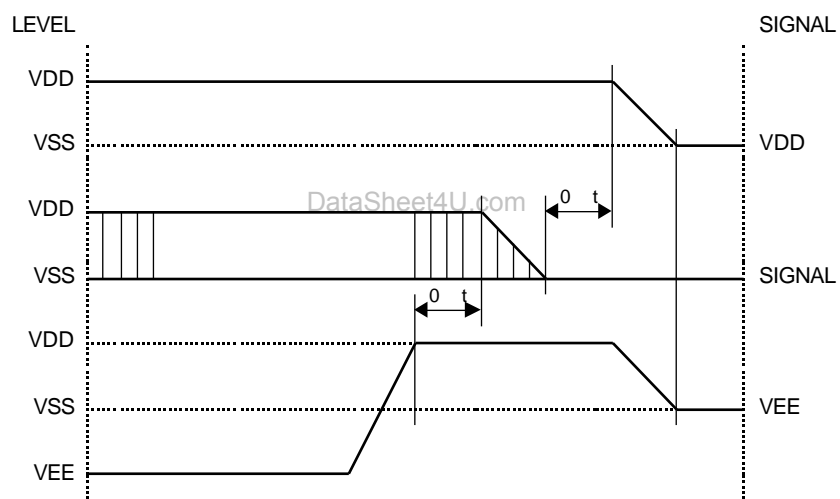 LEVEL SIGNAL
VDD
VSS VDD
DataSheet4U.com
VDD 0 t
VSS SIGNAL
0 t
VDD
VSS VEE
VEE